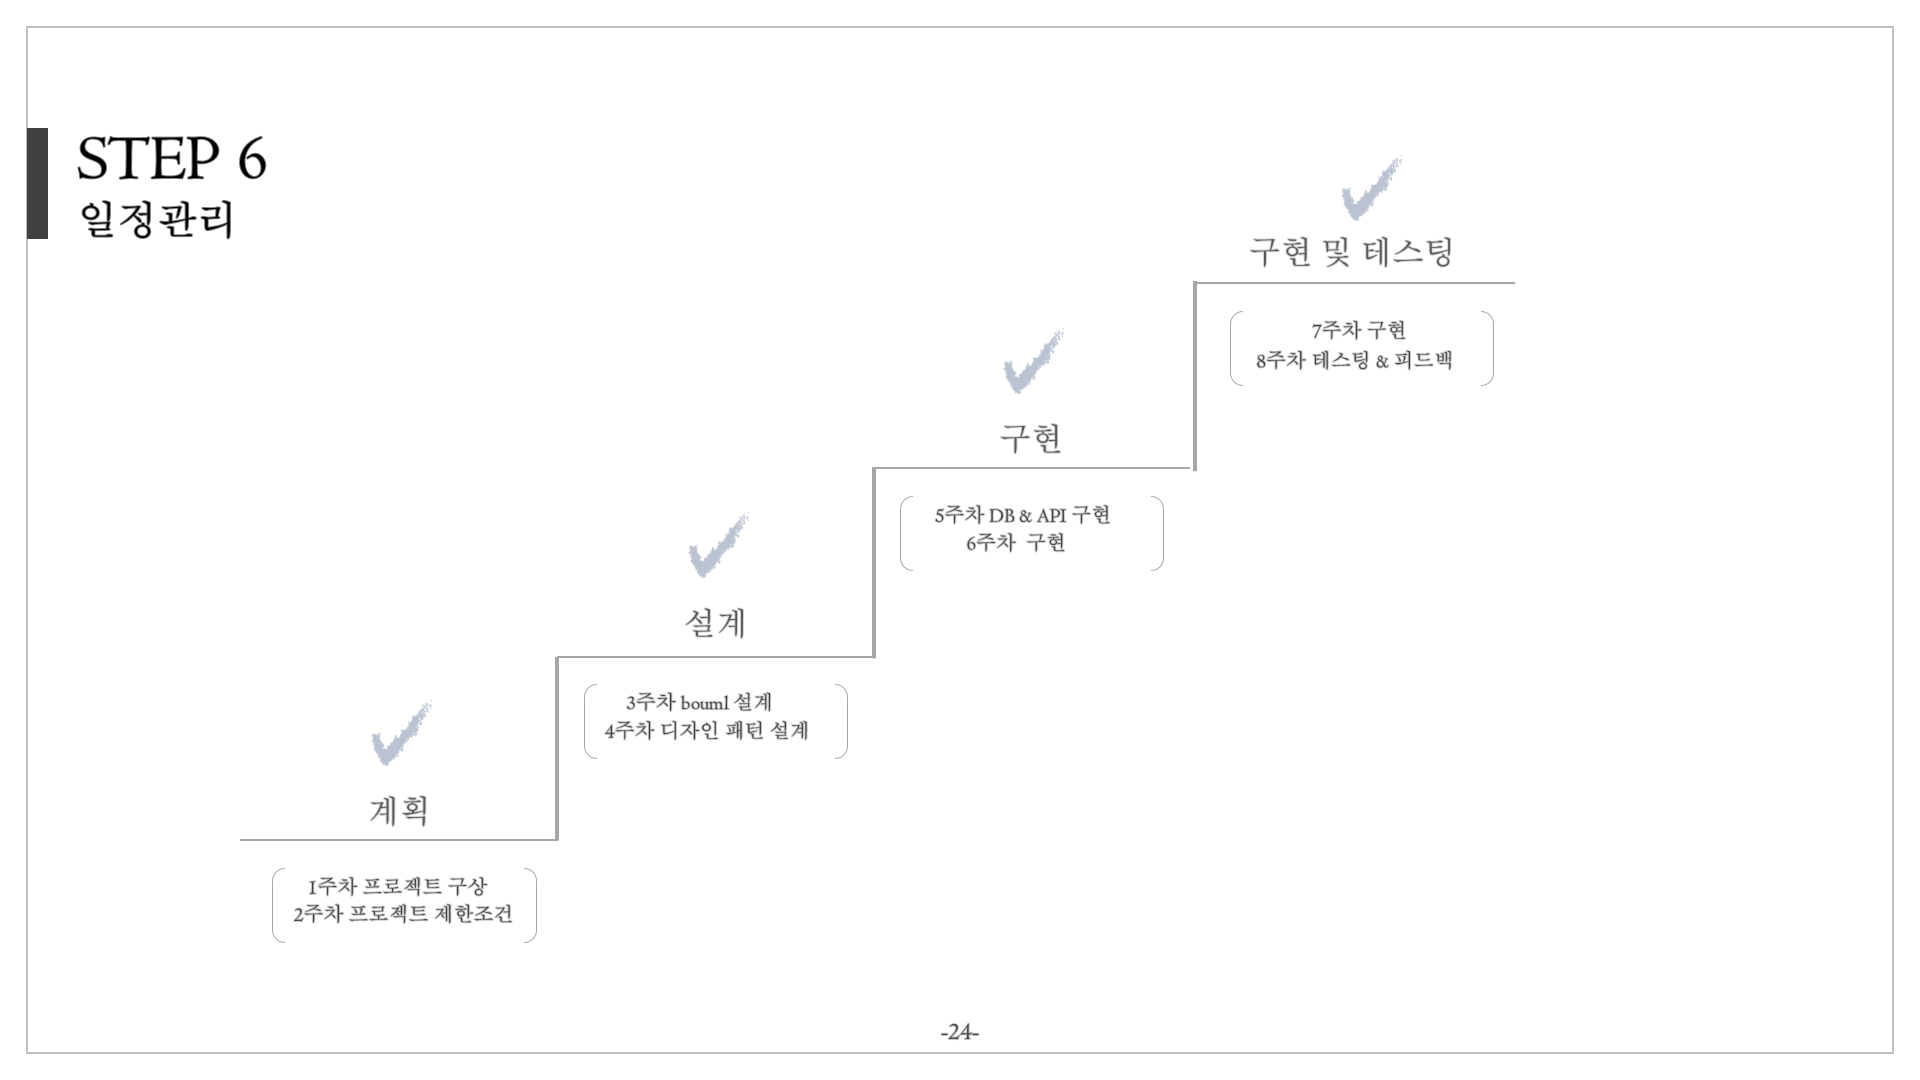 STEP 6
일정관리
구현 및 테스팅
7주차 구현
8주차 테스팅 & 피드백
구현
5주차 DB & API 구현
6주차 구현
설계
3주차 bouml 설계
4주차 디자인 패턴 설계
계획
1주차 프로젝트 구상
2주차 프로젝트 제한조건
-24-